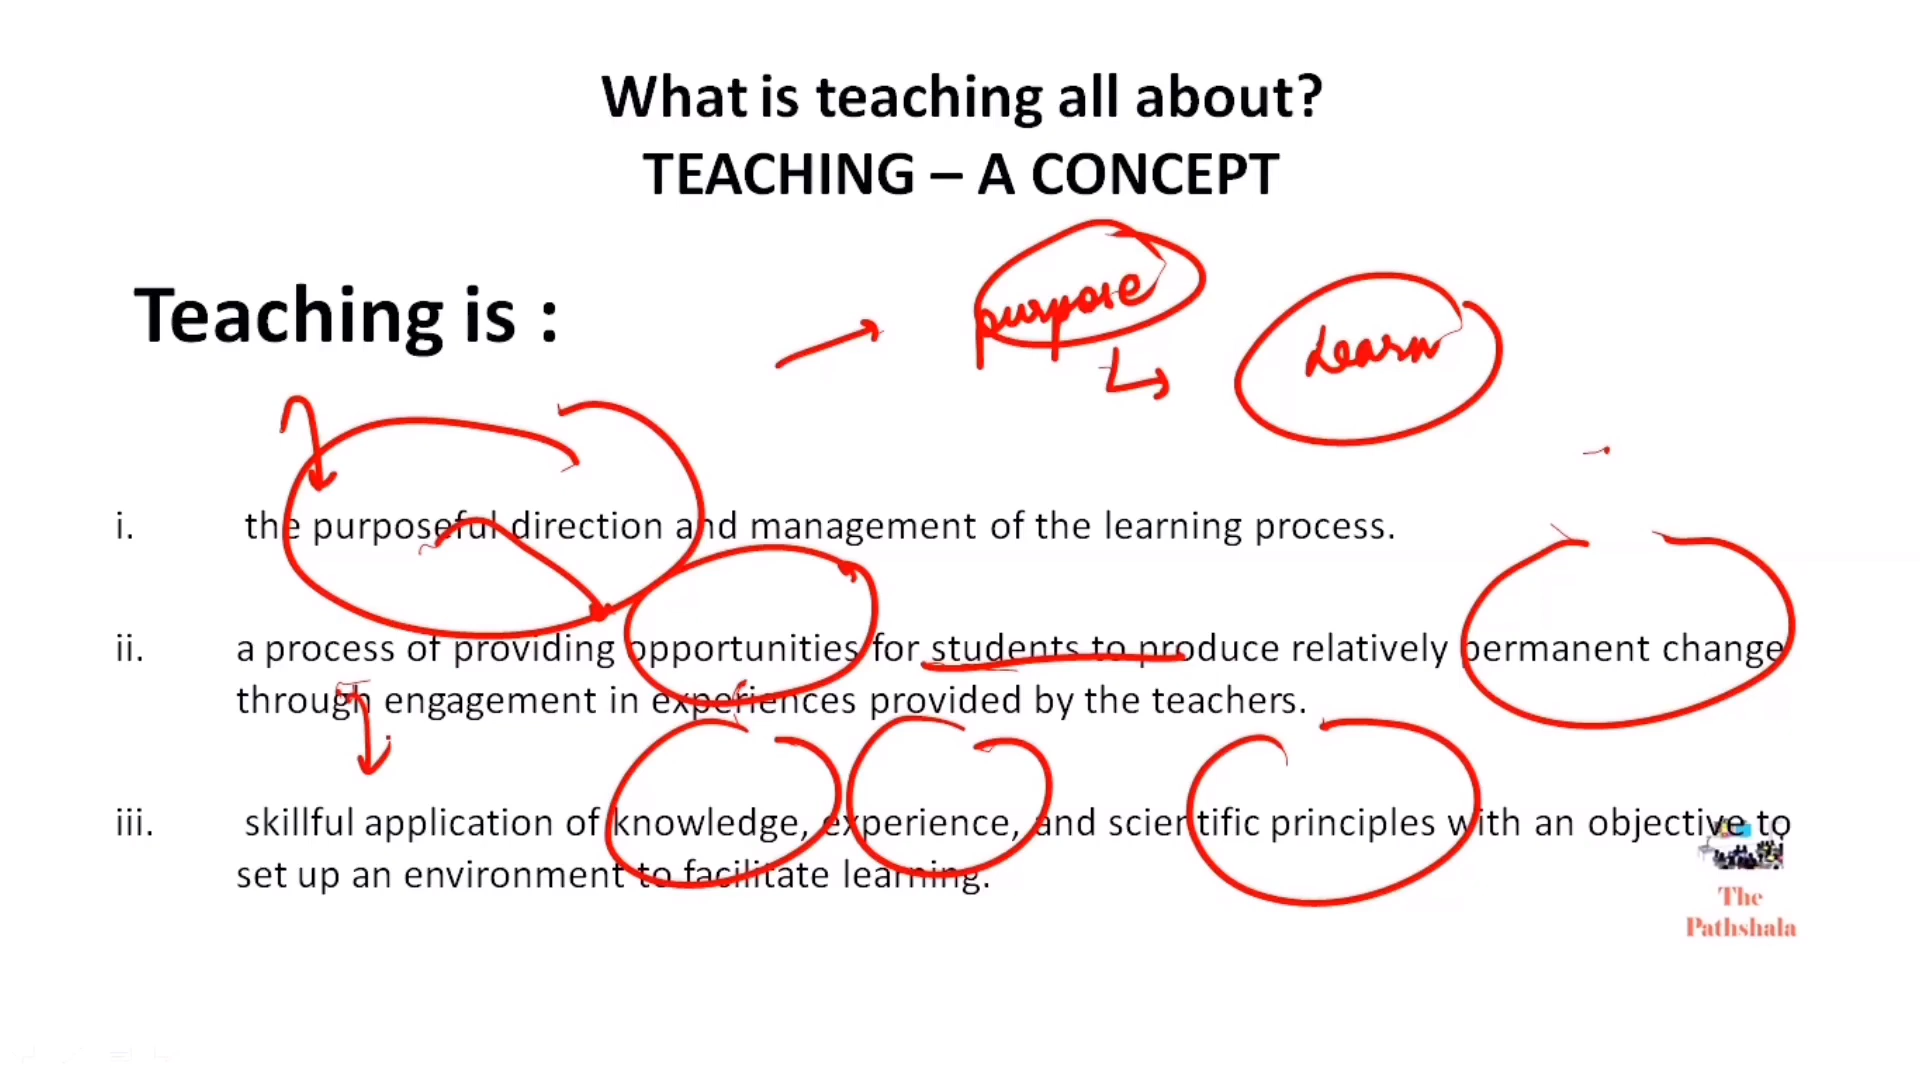 What is teaching all about?
TEACHING – A CONCEPT
purpose
Teaching is :
Learn
i. the purposeful direction and management of the learning process.
ii. a process of providing opportunities for students to produce relatively permanent change
through engagement in experiences provided by the teachers.
iii. skillful application of knowledge, experience, and scientific principles with an objective to
set up an environment to facilitate learning.
The
Pathshala